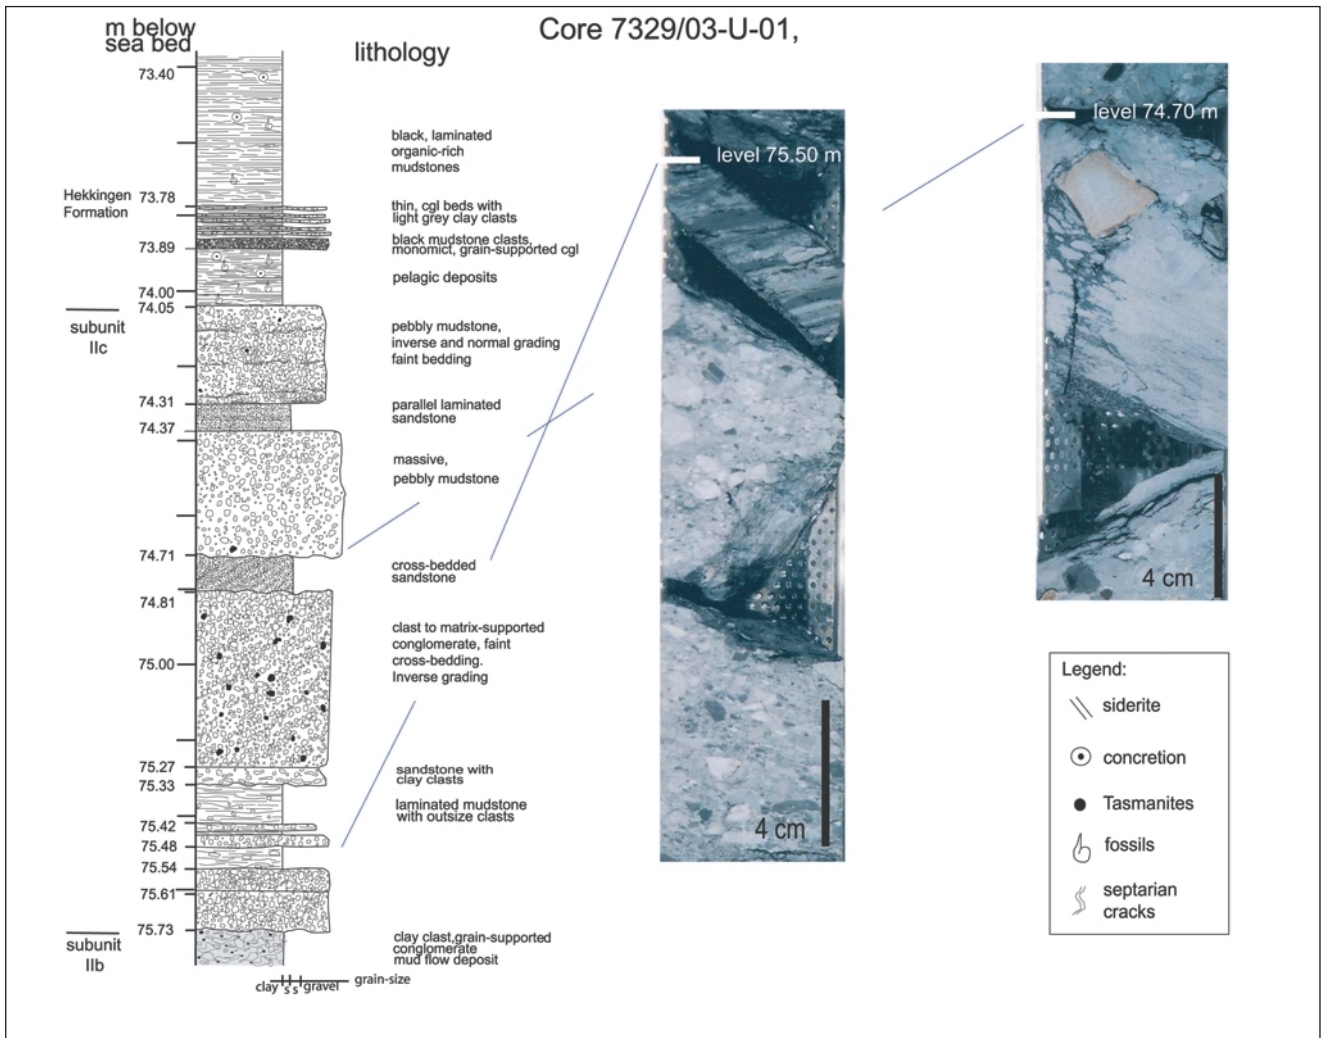 Core 7329/03-U-01,
m below
sea bed
lithology
73.40
black, laminated
organic-rich
mudstones
Hekkingen
Formation
73.78
thin, cgl beds with
light grey clay clasts
black mudstone clasts,
monomict, grain-supported cgl
73.89
pelagic deposits
74.00
74.05
subunit
IIc
pebbly mudstone,
inverse and normal grading
faint bedding
74.31
parallel laminated
sandstone
74.37
massive,
pebbly mudstone
74.71
cross-bedded
sandstone
74.81
clast to matrix-supported
conglomerate, faint
cross-bedding.
Inverse grading
75.00
75.27
sandstone with
clay clasts
75.33
laminated mudstone
with outsize clasts
75.42
75.48
75.54
75.61
75.73
subunit
IIb
clay clast,grain-supported
conglomerate
mud flow deposit
clay s s gravel grain-size
level 75.50 m
4 cm
level 74.70 m
4 cm
Legend:
siderite
concretion
Tasmanites
fossils
septarian
cracks